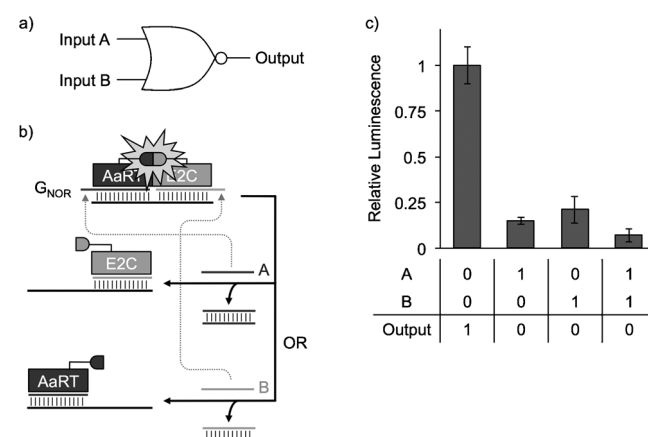 a)
Input A
Input B
Output
b)
G_NOR
AaRT E2C
A
E2C
OR
B
AaRT
c)
Relative Luminescence
1
0.75
0.5
0.25
0
A 0 1 0 1
B 0 0 1 1
Output 1 0 0 0